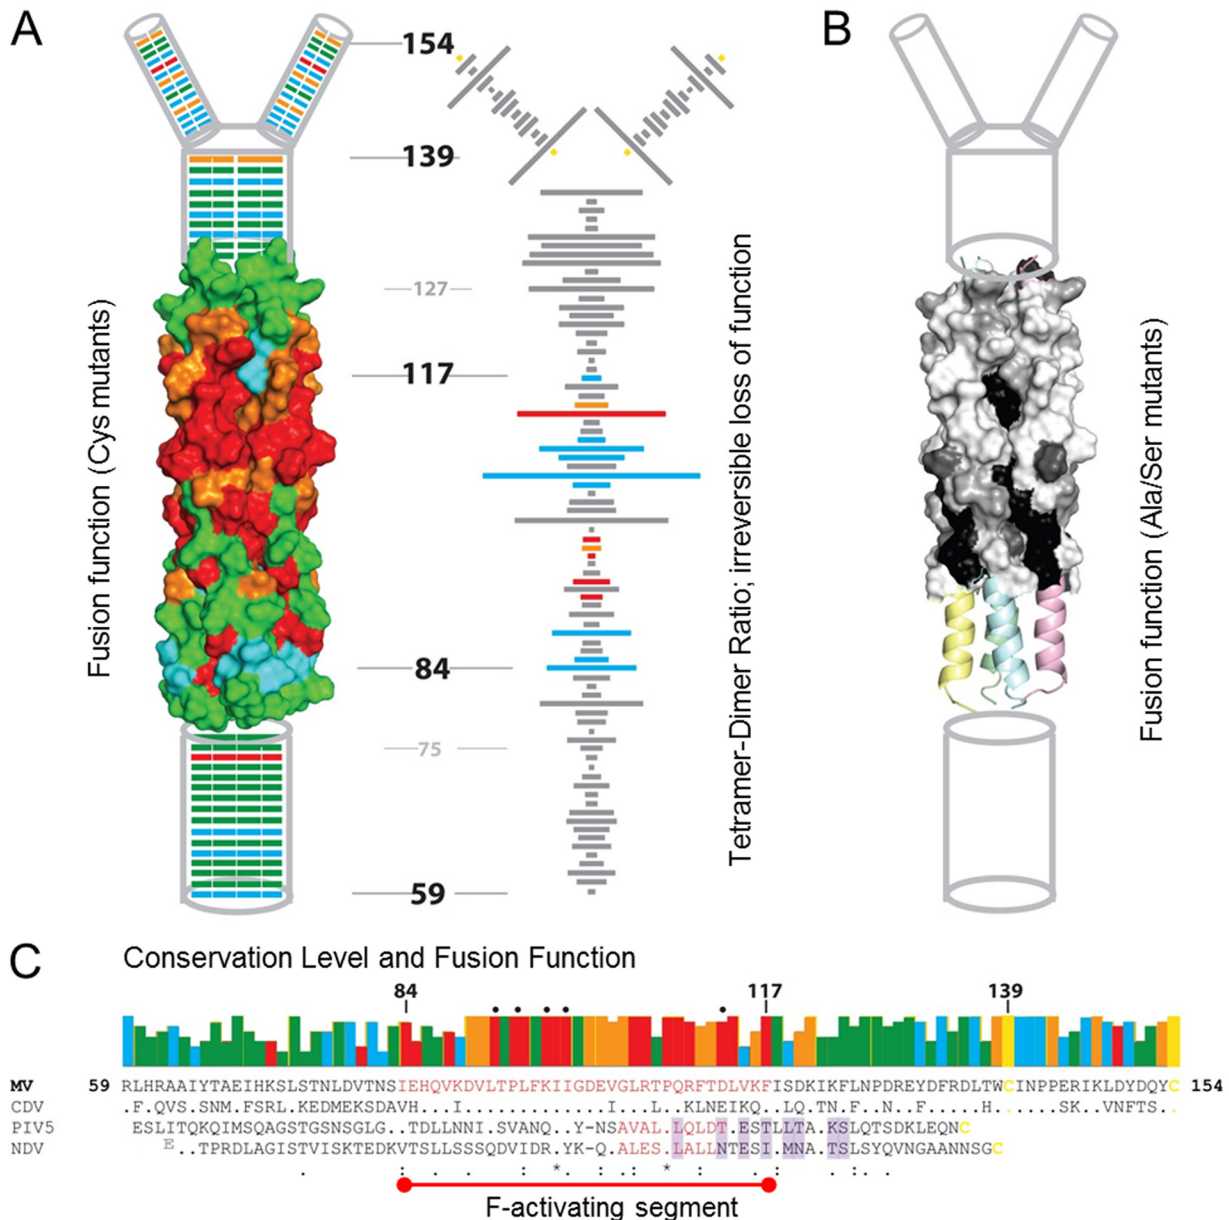 A
B
154
139
127
117
84
75
59
Fusion function (Cys mutants)
Tetramer-Dimer Ratio; irreversible loss of function
Fusion function (Ala/Ser mutants)
C
Conservation Level and Fusion Function
84 117 139
MV 59 RLHRAAIYTAEIHKSLSTNLDVTNSIEHQVKDVLTPLFKIIGDEVGLRTPQRFTDLVKFISDKIKFLNPDREYDFRDLTWCINPPERIKLDYDQYC 154
CDV .F.QVS.SNM.FSRL.KEDMEKSDAVH...I............I...L..KLNEIKQ..LQ.TN.F..N..F.....H......SK..VNFTS..
PIV5 ESLITQKQIMSQAGSTGSNSGLG..TDLLNNI.SVANQ..Y-NSAVAL.LQLDT.ESTLLTA.KSLQTSDKLEQNC
NDV E..TPRDLAGISTVISKTEDKVTSLLSSSQDVIDR.YK-Q.ALES.LALLNTESI.MNA.TSLSYQVNGAANNSGC
. : . . * . : . : * : . : . : . .
F-activating segment